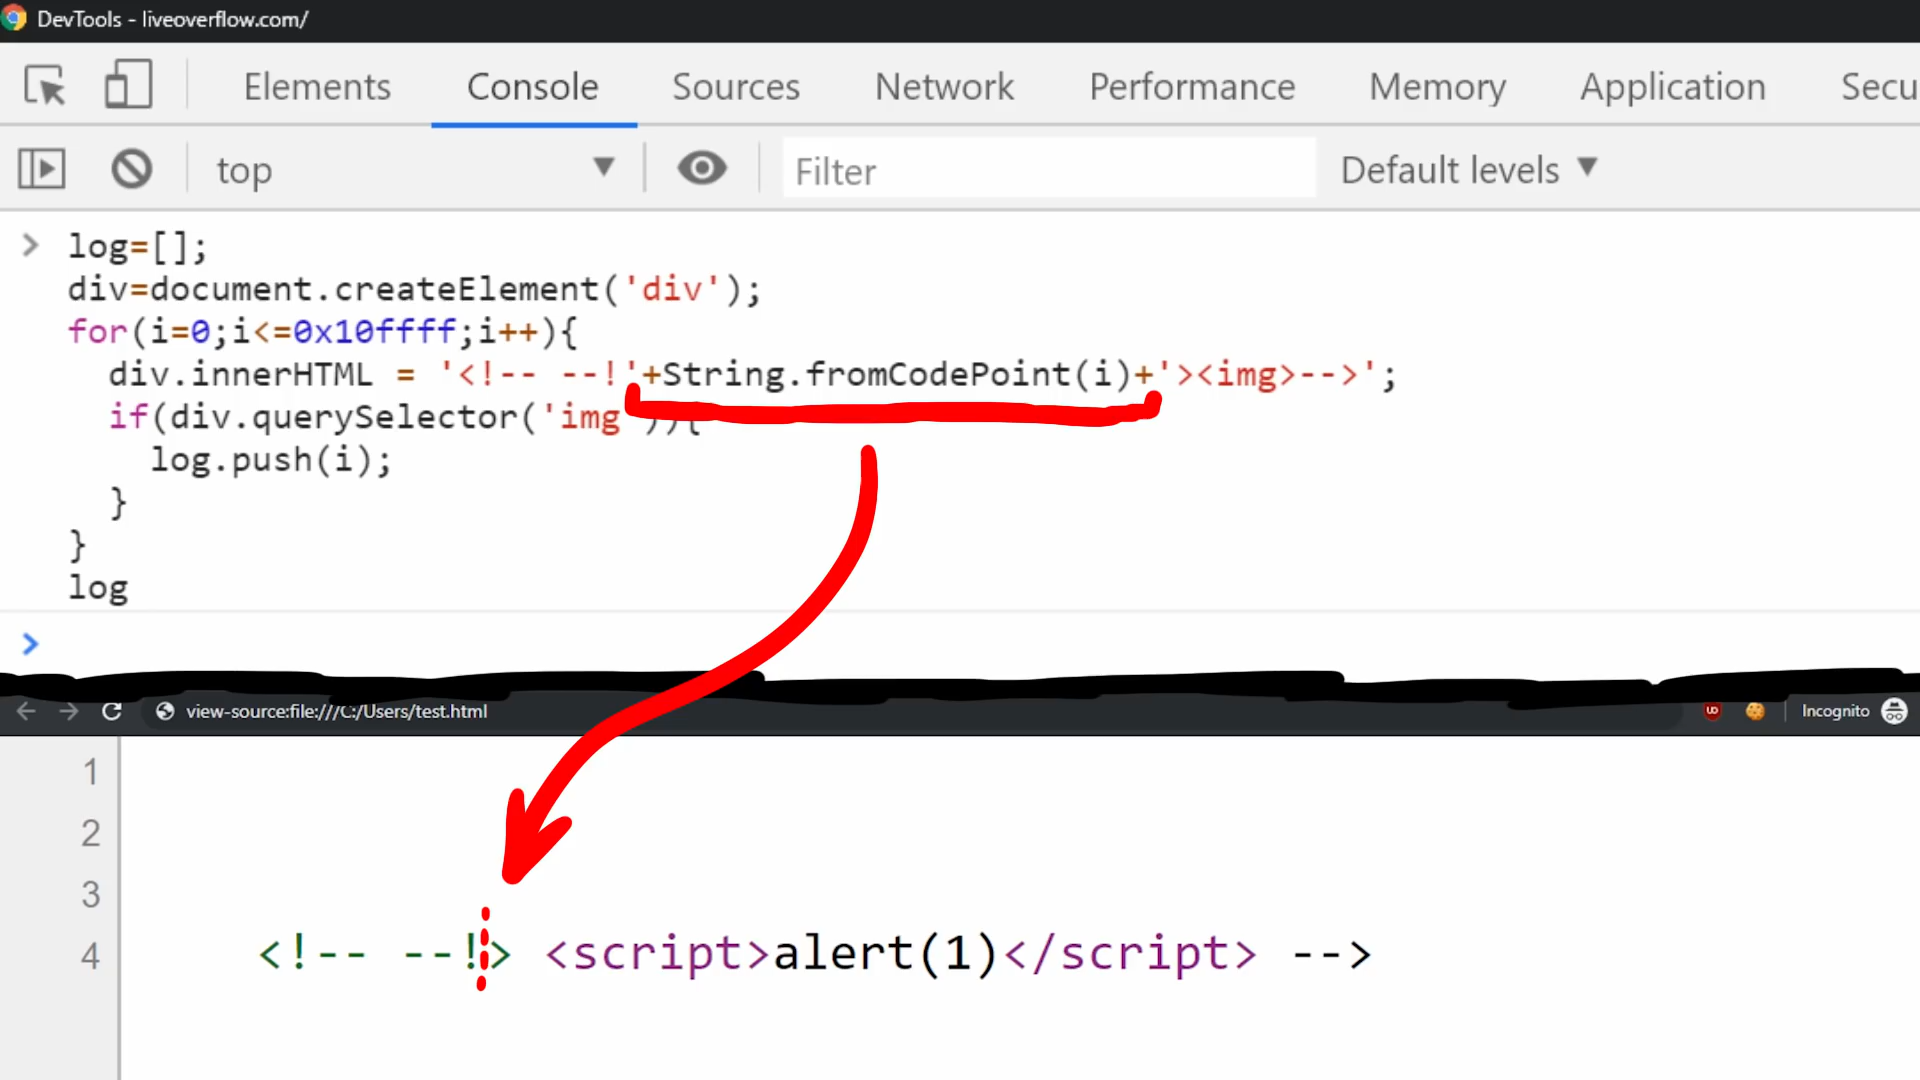 DevTools - liveoverflow.com/
Elements Console Sources Network Performance Memory Application Secu
top Filter Default levels
> log=[];
div=document.createElement('div');
for(i=0;i<=0x10ffff;i++){
div.innerHTML = '<!-- --!'+String.fromCodePoint(i)+'><img>-->';
if(div.querySelector('img')){
log.push(i);
}
}
log
>
view-source:file:///C:/Users/test.html Incognito
1
2
3
4 <!-- --!> <script>alert(1)</script> -->